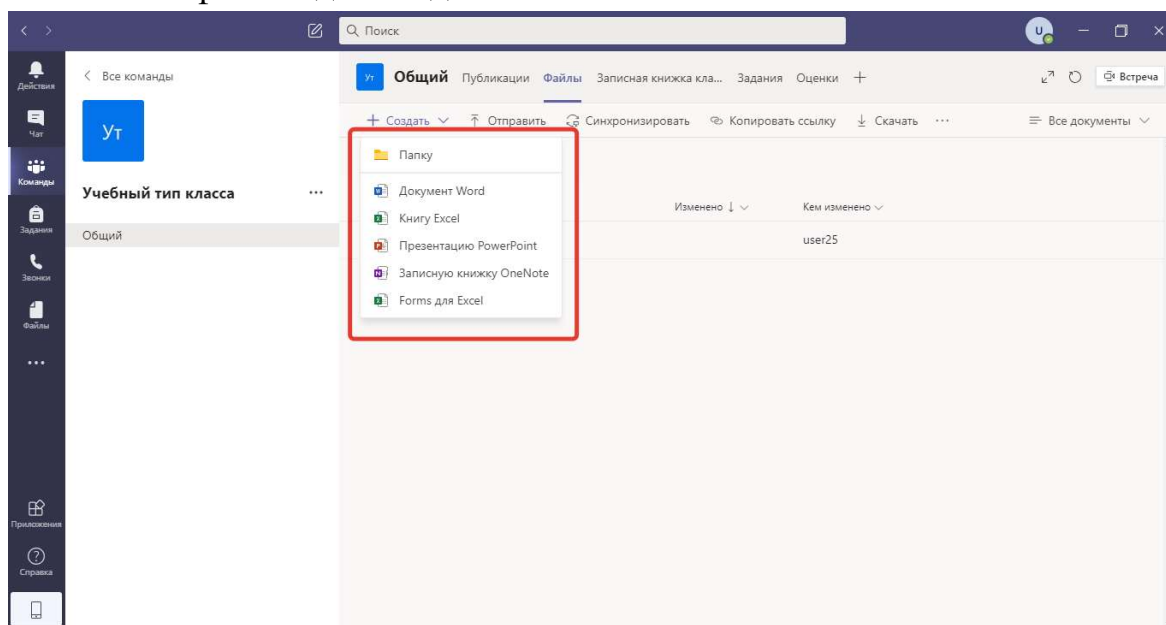 Поиск
U
Действия
Чат
Команды
Задания
Звонки
Файлы
Приложения
Справка
Все команды
Ут
Учебный тип класса
Общий
Ут Общий Публикации Файлы Записная книжка кла... Задания Оценки Встреча
Создать Отправить Синхронизировать Копировать ссылку Скачать ... Все документы
Папку
Документ Word
Книгу Excel
Презентацию PowerPoint
Записную книжку OneNote
Forms для Excel
Изменено ↓ Кем изменено
user25